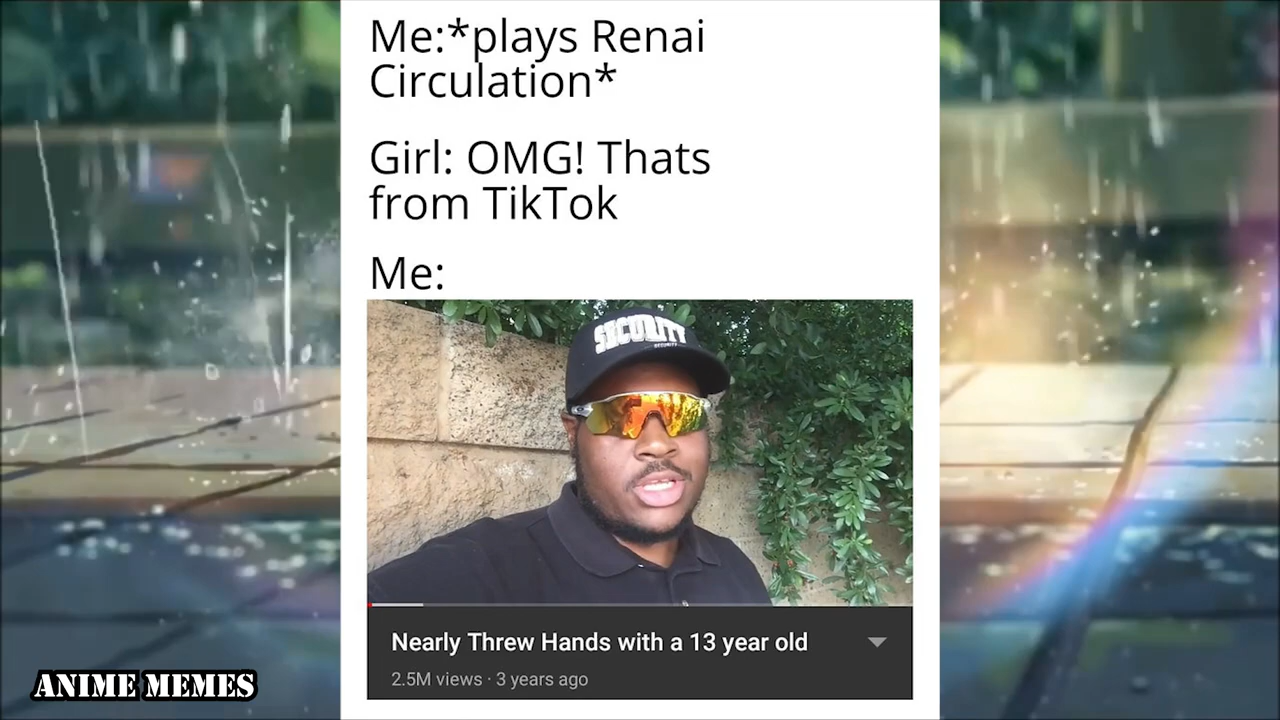 Me:*plays Renai
Circulation*
Girl: OMG! Thats
from TikTok
Me:
SECURITY
SECURITY
Nearly Threw Hands with a 13 year old
2.5M views · 3 years ago
ANIME MEMES